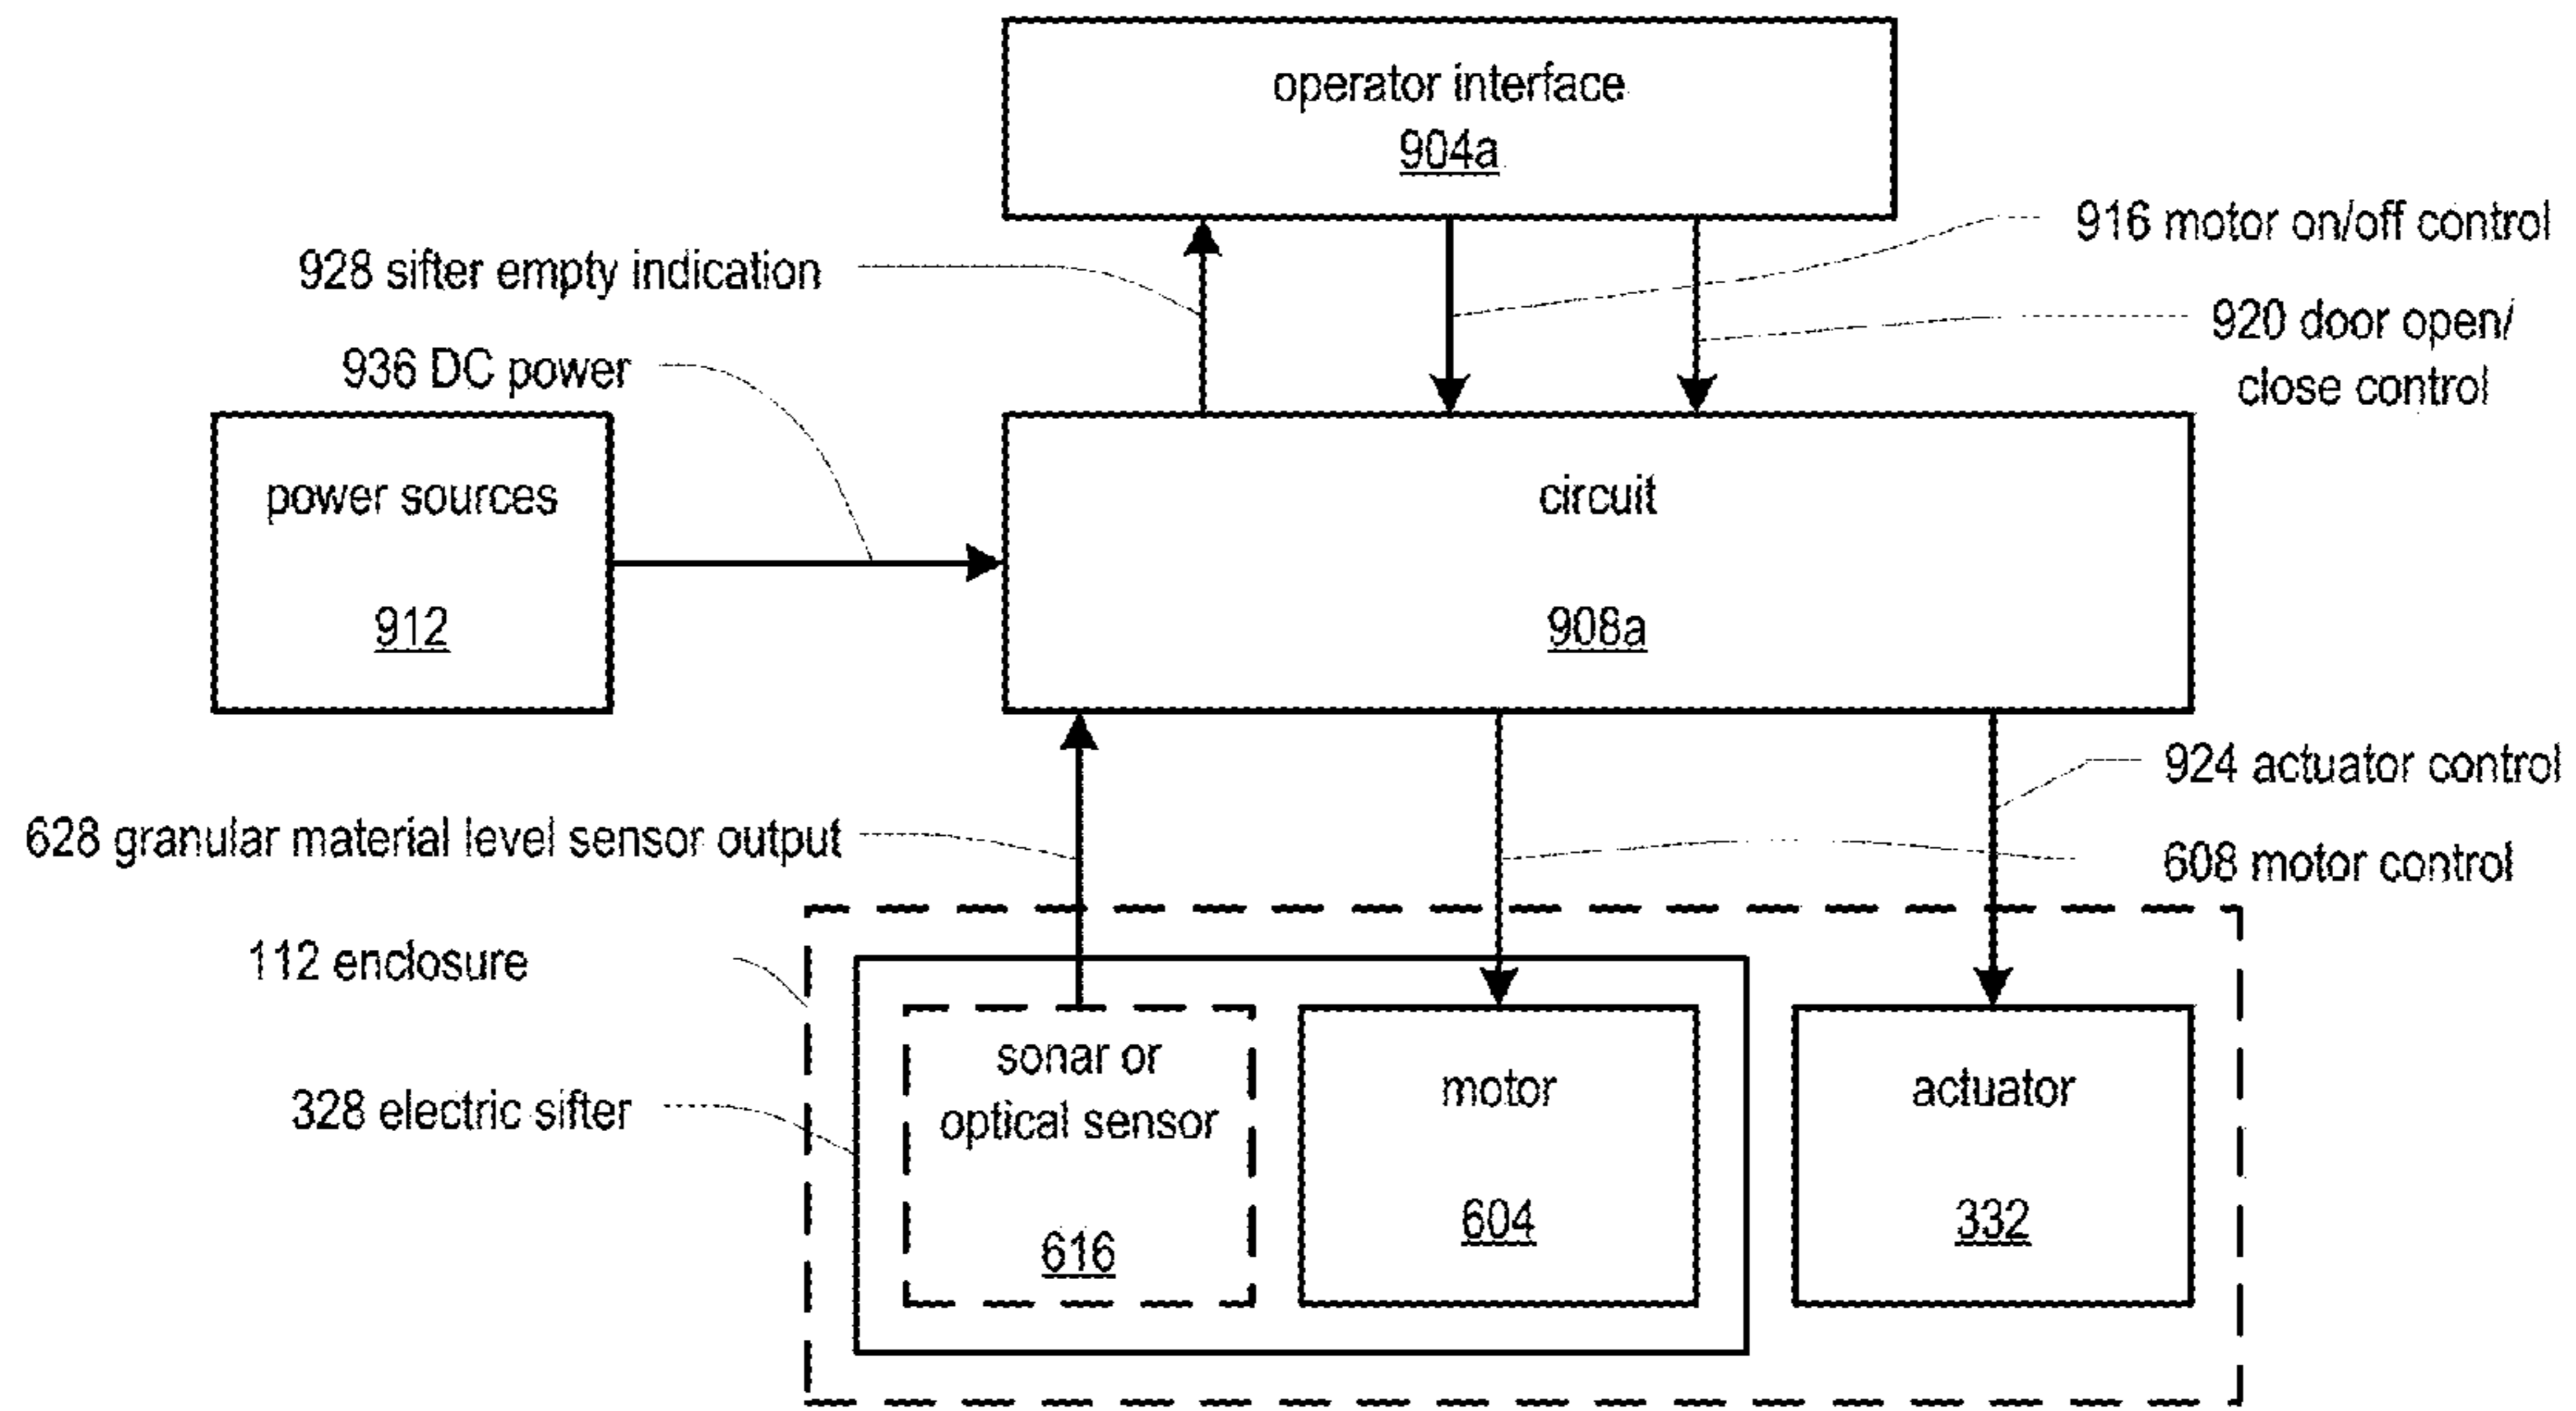 operator interface
904a
916 motor on/off control
928 sifter empty indication
920 door open/
close control
936 DC power
power sources
912
circuit
908a
924 actuator control
628 granular material level sensor output
608 motor control
112 enclosure
328 electric sifter
sonar or
optical sensor
616
motor
604
actuator
332